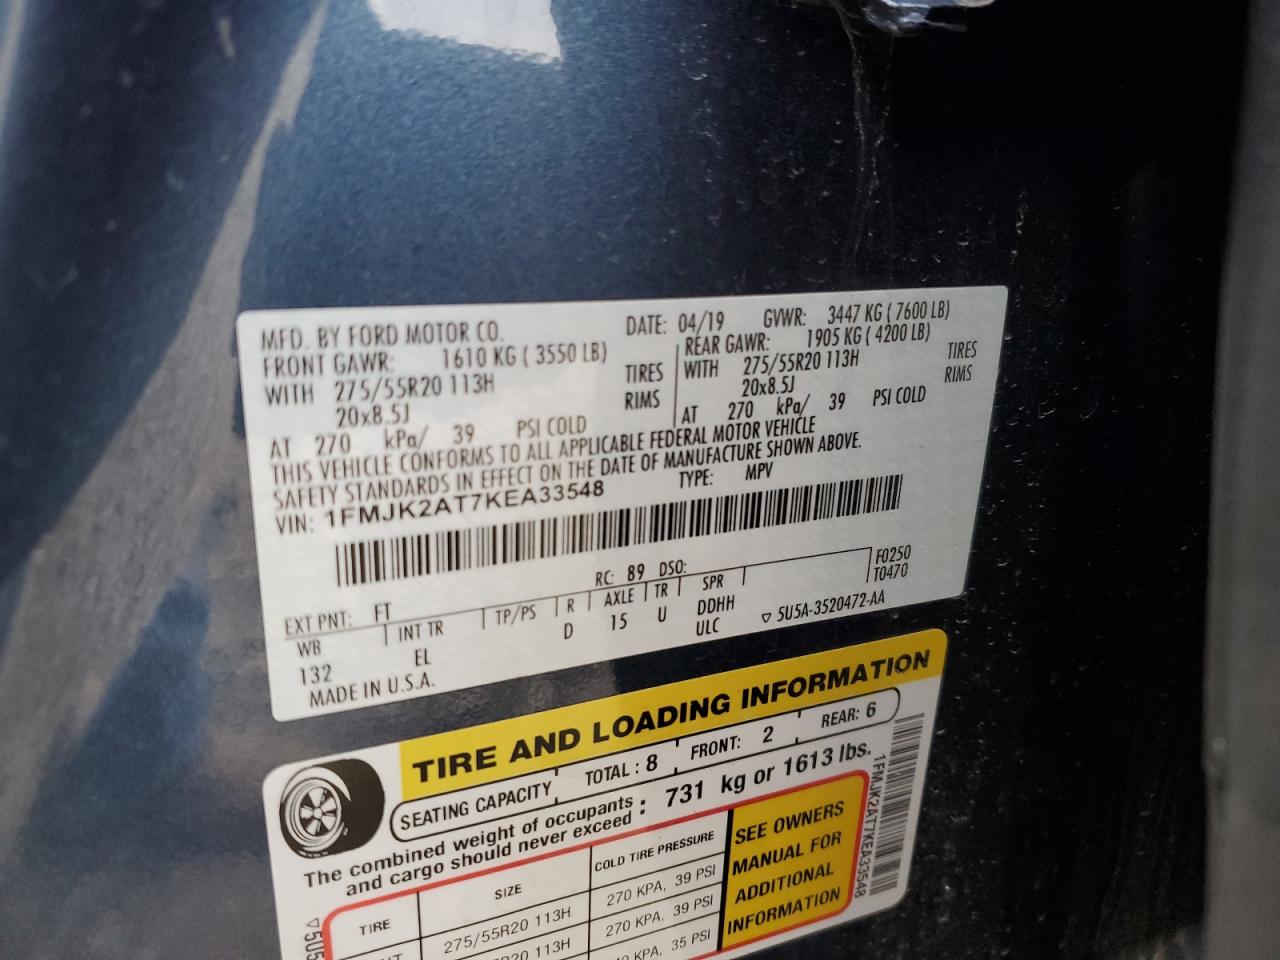 MFD. BY FORD MOTOR CO. DATE: 04/19 GVWR: 3447 KG ( 7600 LB)
FRONT GAWR: 1610 KG ( 3550 LB) REAR GAWR: 1905 KG ( 4200 LB)
WITH 275/55R20 113H TIRES WITH 275/55R20 113H TIRES
20x8.5J RIMS 20x8.5J RIMS
AT 270 kPa/ 39 PSI COLD AT 270 kPa/ 39 PSI COLD
THIS VEHICLE CONFORMS TO ALL APPLICABLE FEDERAL MOTOR VEHICLE
SAFETY STANDARDS IN EFFECT ON THE DATE OF MANUFACTURE SHOWN ABOVE.
VIN: 1FMJK2AT7KEA33548 TYPE: MPV
EXT PNT: FT RC: 89 DSO: F0250
WB INT TR TP/PS R AXLE TR SPR T0470
132 EL D 15 U DDHH
ULC ▽ 5U5A-3520472-AA
MADE IN U.S.A.
TIRE AND LOADING INFORMATION
SEATING CAPACITY TOTAL : 8 FRONT: 2 REAR: 6
The combined weight of occupants and cargo should never exceed : 731 kg or 1613 lbs.
TIRE SIZE COLD TIRE PRESSURE
275/55R20 113H 270 KPA, 39 PSI
113H 270 KPA, 39 PSI
35 PSI
SEE OWNERS
MANUAL FOR
ADDITIONAL
INFORMATION
1FMJK2AT7KEA33548